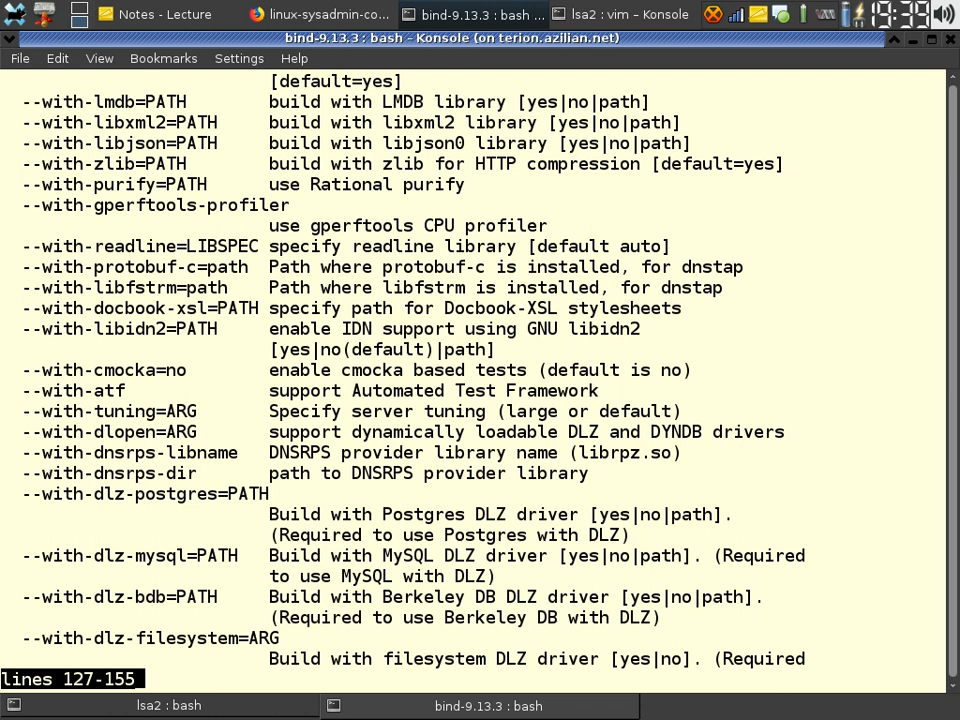 Notes - Lecture
linux-sysadmin-co...
bind-9.13.3 : bash ...
lsa2 : vim – Konsole
bind-9.13.3 : bash – Konsole (on terion.azilian.net)
File Edit View Bookmarks Settings Help
[default=yes]
--with-lmdb=PATH build with LMDB library [yes|no|path]
--with-libxml2=PATH build with libxml2 library [yes|no|path]
--with-libjson=PATH build with libjson0 library [yes|no|path]
--with-zlib=PATH build with zlib for HTTP compression [default=yes]
--with-purify=PATH use Rational purify
--with-gperftools-profiler
use gperftools CPU profiler
--with-readline=LIBSPEC specify readline library [default auto]
--with-protobuf-c=path Path where protobuf-c is installed, for dnstap
--with-libfstrm=path Path where libfstrm is installed, for dnstap
--with-docbook-xsl=PATH specify path for Docbook-XSL stylesheets
--with-libidn2=PATH enable IDN support using GNU libidn2
[yes|no(default)|path]
--with-cmocka=no enable cmocka based tests (default is no)
--with-atf support Automated Test Framework
--with-tuning=ARG Specify server tuning (large or default)
--with-dlopen=ARG support dynamically loadable DLZ and DYNDB drivers
--with-dnsrps-libname DNSRPS provider library name (librpz.so)
--with-dnsrps-dir path to DNSRPS provider library
--with-dlz-postgres=PATH
Build with Postgres DLZ driver [yes|no|path].
(Required to use Postgres with DLZ)
--with-dlz-mysql=PATH Build with MySQL DLZ driver [yes|no|path]. (Required
to use MySQL with DLZ)
--with-dlz-bdb=PATH Build with Berkeley DB DLZ driver [yes|no|path].
(Required to use Berkeley DB with DLZ)
--with-dlz-filesystem=ARG
Build with filesystem DLZ driver [yes|no]. (Required
lines 127-155
lsa2 : bash
bind-9.13.3 : bash